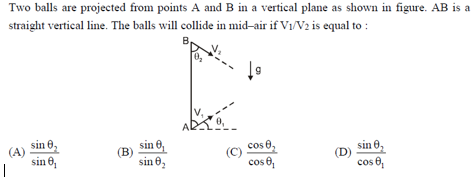 Two balls are projected from points A and B in a vertical plane as shown in figure. AB is a
straight vertical line. The balls will collide in mid–air if V₁/V₂ is equal to :
B
V₂
θ₂
g
V₁
A
θ₁
(A) sin θ₂ / sin θ₁ (B) sin θ₁ / sin θ₂ (C) cos θ₂ / cos θ₁ (D) sin θ₂ / cos θ₁